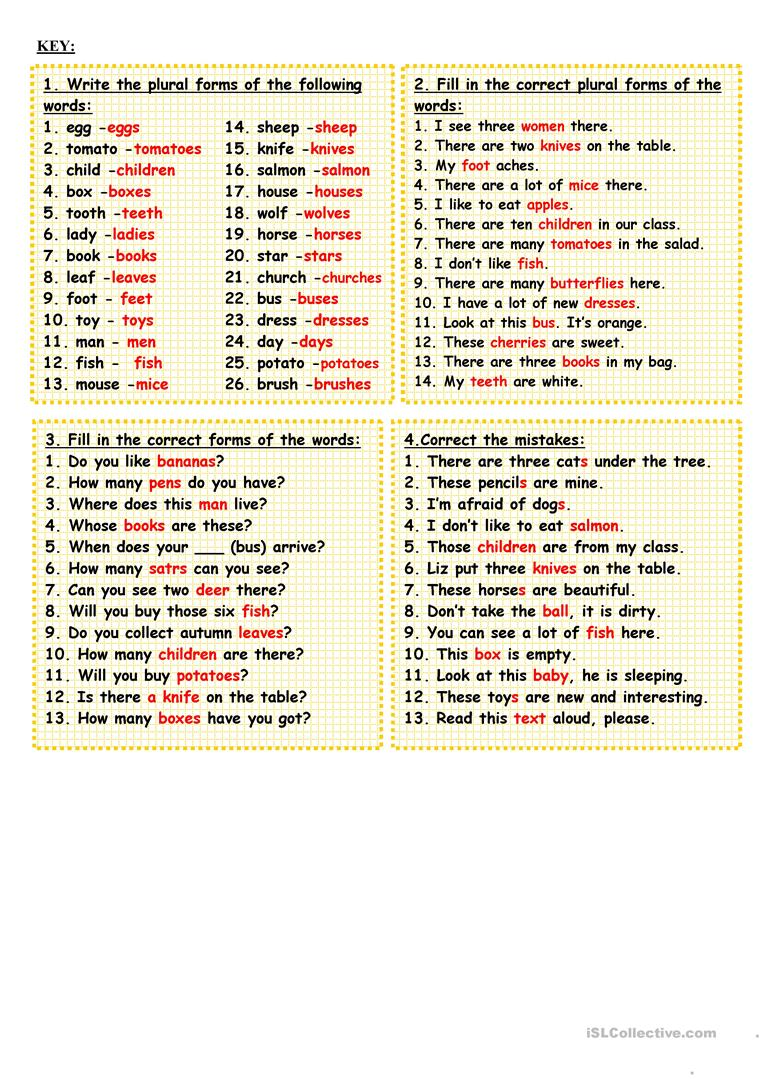 KEY:
1. Write the plural forms of the following
words:
1. egg -eggs
2. tomato -tomatoes
3. child -children
4. box -boxes
5. tooth -teeth
6. lady -ladies
7. book -books
8. leaf -leaves
9. foot - feet
10. toy - toys
11. man - men
12. fish - fish
13. mouse -mice
14. sheep -sheep
15. knife -knives
16. salmon -salmon
17. house -houses
18. wolf -wolves
19. horse -horses
20. star -stars
21. church -churches
22. bus -buses
23. dress -dresses
24. day -days
25. potato -potatoes
26. brush -brushes
2. Fill in the correct plural forms of the
words:
1. I see three women there.
2. There are two knives on the table.
3. My foot aches.
4. There are a lot of mice there.
5. I like to eat apples.
6. There are ten children in our class.
7. There are many tomatoes in the salad.
8. I don't like fish.
9. There are many butterflies here.
10. I have a lot of new dresses.
11. Look at this bus. It's orange.
12. These cherries are sweet.
13. There are three books in my bag.
14. My teeth are white.
3. Fill in the correct forms of the words:
1. Do you like bananas?
2. How many pens do you have?
3. Where does this man live?
4. Whose books are these?
5. When does your ___ (bus) arrive?
6. How many satrs can you see?
7. Can you see two deer there?
8. Will you buy those six fish?
9. Do you collect autumn leaves?
10. How many children are there?
11. Will you buy potatoes?
12. Is there a knife on the table?
13. How many boxes have you got?
4.Correct the mistakes:
1. There are three cats under the tree.
2. These pencils are mine.
3. I'm afraid of dogs.
4. I don't like to eat salmon.
5. Those children are from my class.
6. Liz put three knives on the table.
7. These horses are beautiful.
8. Don't take the ball, it is dirty.
9. You can see a lot of fish here.
10. This box is empty.
11. Look at this baby, he is sleeping.
12. These toys are new and interesting.
13. Read this text aloud, please.
iSLCollective.com